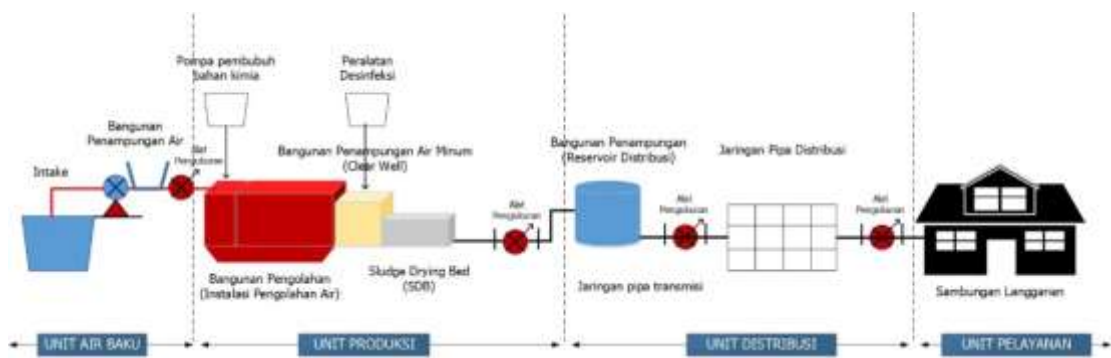 Pompa pembubuh
bahan kimia
Peralatan
Desinfeksi
Bangunan
Penampungan Air
Alat
Pengukuran
Intake
Bangunan Penampungan Air Minum
(Clear Well)
Bangunan Pengolahan
(Instalasi Pengolahan Air)
Sludge Drying Bed
(SDB)
Alat
Pengukuran
Bangunan Penampungan
(Reservoir Distribusi)
Jaringan pipa transmisi
Alat
Pengukuran
Jaringan Pipa Distribusi
Alat
Pengukuran
Sambungan Langganan
UNIT AIR BAKU
UNIT PRODUKSI
UNIT DISTRIBUSI
UNIT PELAYANAN